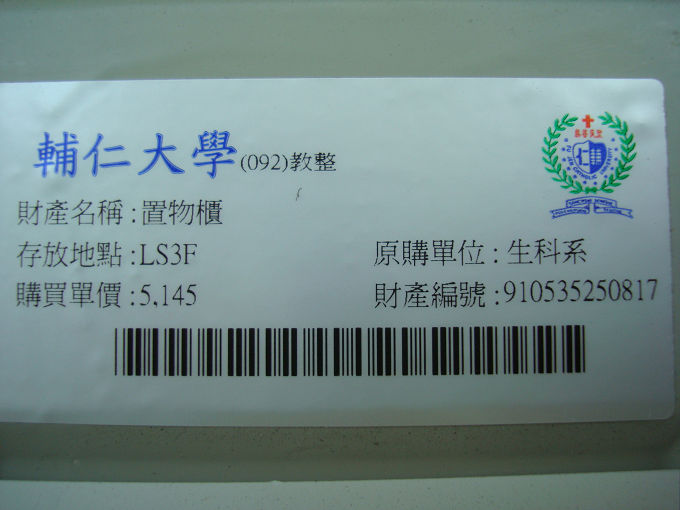 輔仁大學(092)教整
財產名稱:置物櫃
存放地點:LS3F
原購單位:生科系
購買單價:5,145
財產編號:910535250817